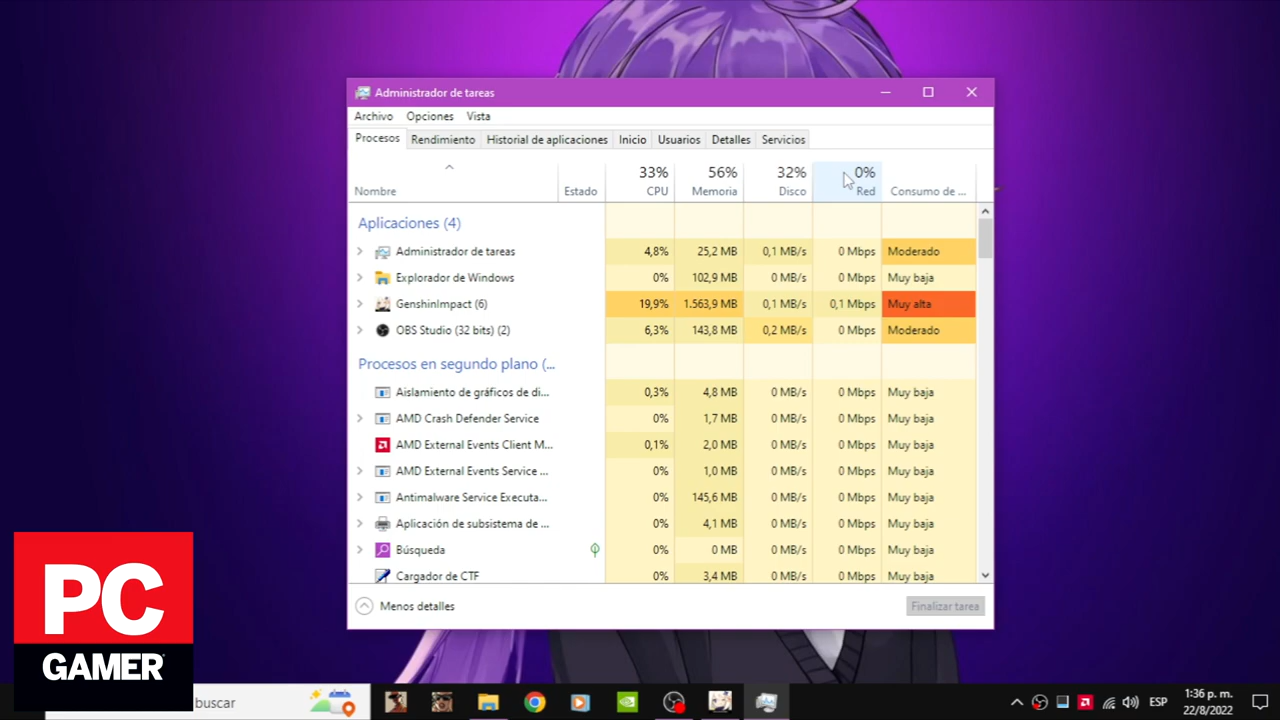 Administrador de tareas
Archivo Opciones Vista
Procesos Rendimiento Historial de aplicaciones Inicio Usuarios Detalles Servicios
33% 56% 32% 0%
Nombre Estado CPU Memoria Disco Red Consumo de ...
Aplicaciones (4)
Administrador de tareas 4,8% 25,2 MB 0,1 MB/s 0 Mbps Moderado
Explorador de Windows 0% 102,9 MB 0 MB/s 0 Mbps Muy baja
GenshinImpact (6) 19,9% 1.563,9 MB 0,1 MB/s 0,1 Mbps Muy alta
OBS Studio (32 bits) (2) 6,3% 143,8 MB 0,2 MB/s 0 Mbps Moderado
Procesos en segundo plano (...
Aislamiento de gráficos de di... 0,3% 4,8 MB 0 MB/s 0 Mbps Muy baja
AMD Crash Defender Service 0% 1,7 MB 0 MB/s 0 Mbps Muy baja
AMD External Events Client M... 0,1% 2,0 MB 0 MB/s 0 Mbps Muy baja
AMD External Events Service ... 0% 1,0 MB 0 MB/s 0 Mbps Muy baja
Antimalware Service Executa... 0% 145,6 MB 0 MB/s 0 Mbps Muy baja
Aplicación de subsistema de ... 0% 4,1 MB 0 MB/s 0 Mbps Muy baja
Búsqueda 0% 0 MB 0 MB/s 0 Mbps Muy baja
Cargador de CTF 0% 3,4 MB 0 MB/s 0 Mbps Muy baja
Menos detalles Finalizar tarea
PC
GAMER
buscar
ESP
1:36 p. m.
22/8/2022